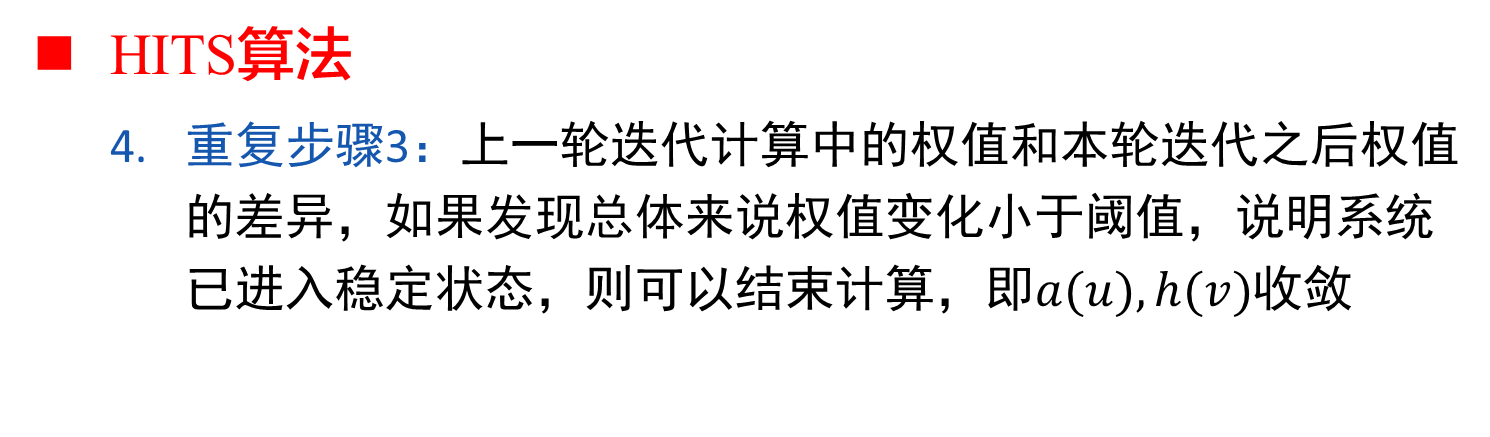 ■ HITS算法
4. 重复步骤3：上一轮迭代计算中的权值和本轮迭代之后权值
的差异，如果发现总体来说权值变化小于阈值，说明系统
已进入稳定状态，则可以结束计算，即𝑎(𝑢), ℎ(𝑣)收敛